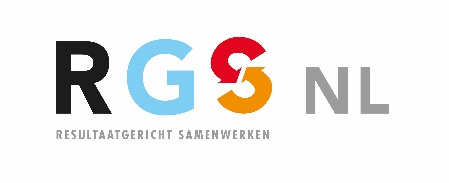 RGS NL
RESULTAATGERICHT SAMENWERKEN